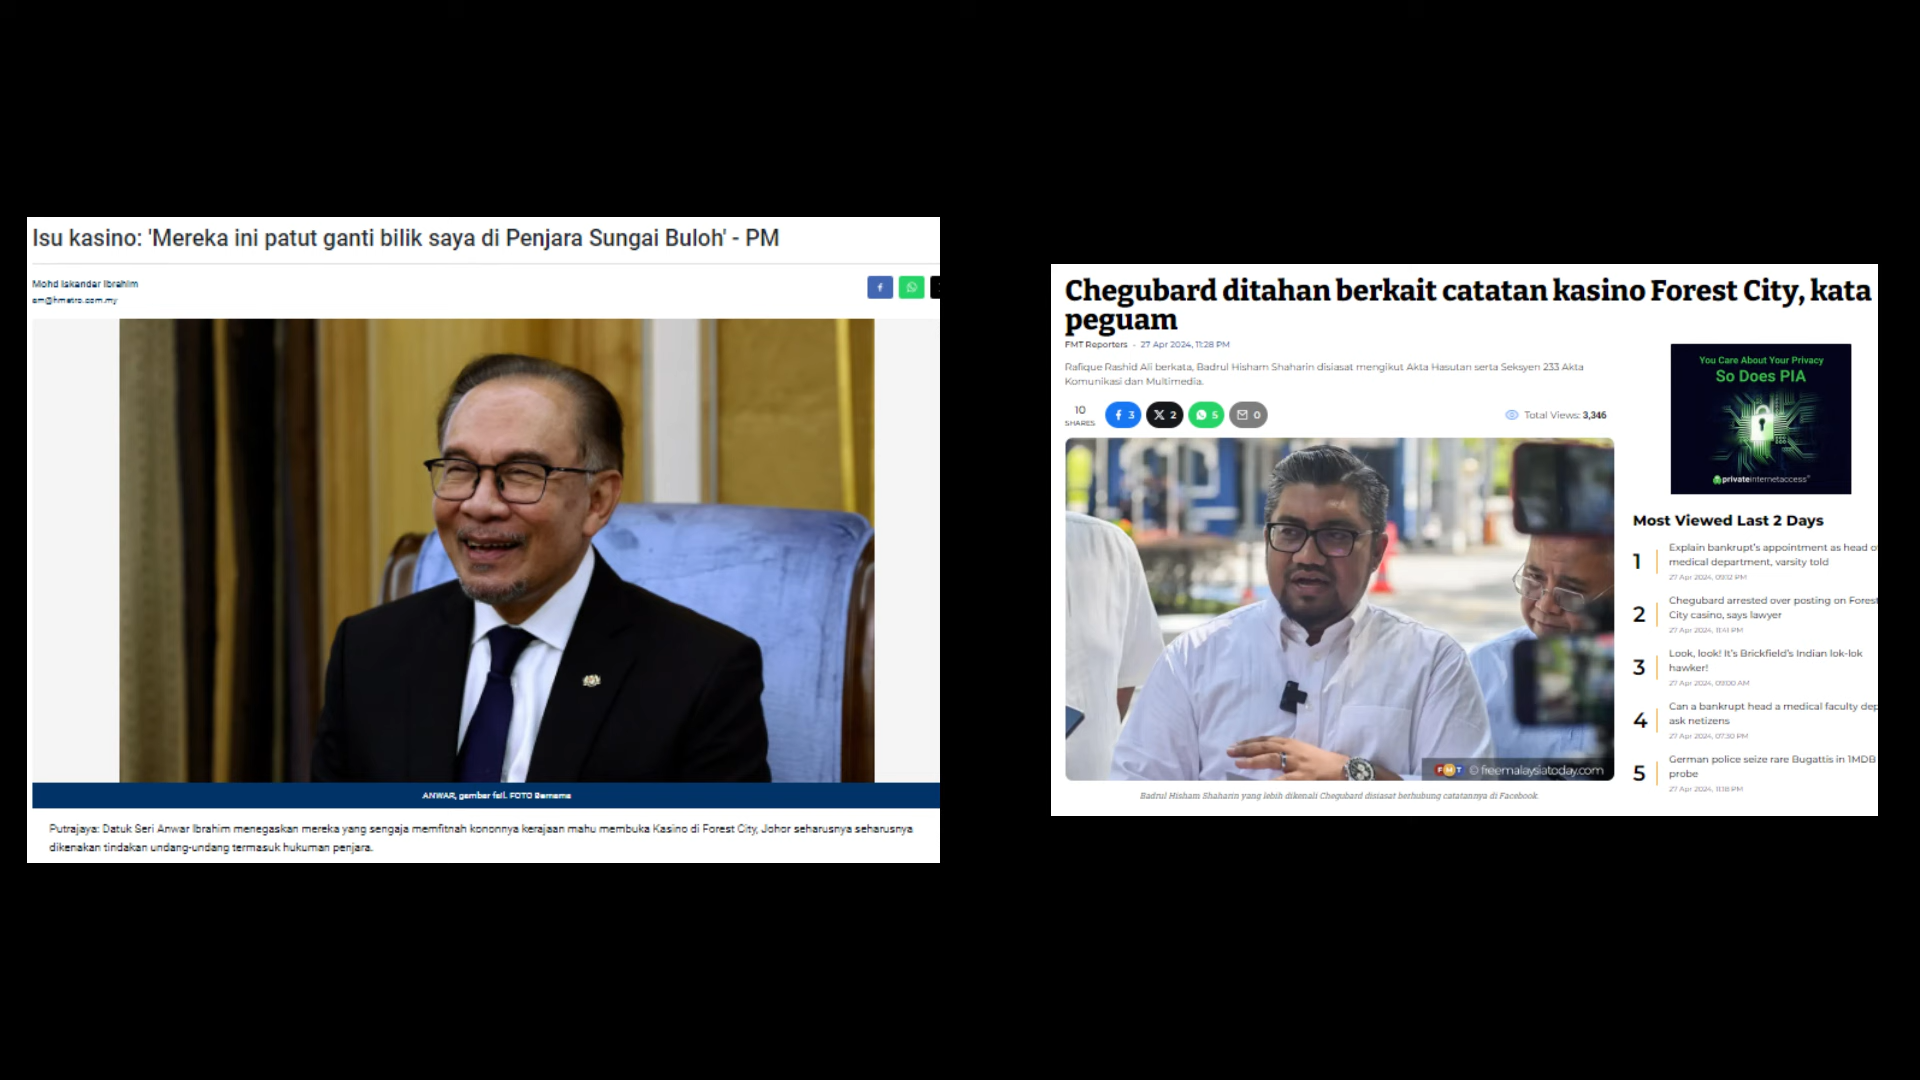 Isu kasino: 'Mereka ini patut ganti bilik saya di Penjara Sungai Buloh' - PM
Mohd Iskandar Ibrahim
am@hmetro.com.my
ANWAR, gambar fail. FOTO Bernama
Putrajaya: Datuk Seri Anwar Ibrahim menegaskan mereka yang sengaja memfitnah kononnya kerajaan mahu membuka Kasino di Forest City, Johor seharusnya seharusnya
dikenakan tindakan undang-undang termasuk hukuman penjara.
Chegubard ditahan berkait catatan kasino Forest City, kata
peguam
FMT Reporters - 27 Apr 2024, 11:28 PM
Rafique Rashid Ali berkata, Badrul Hisham Shaharin disiasat mengikut Akta Hasutan serta Seksyen 233 Akta
Komunikasi dan Multimedia.
10
SHARES
3
2
5
0
Total Views: 3,346
FMT © freemalaysiatoday.com
Badrul Hisham Shaharin yang lebih dikenali Chegubard disiasat berhubung catatannya di Facebook.
You Care About Your Privacy
So Does PIA
privateinternetaccess®
Most Viewed Last 2 Days
1
Explain bankrupt's appointment as head o
medical department, varsity told
27 Apr 2024, 09:12 PM
2
Chegubard arrested over posting on Forest
City casino, says lawyer
27 Apr 2024, 11:41 PM
3
Look, look! It's Brickfield's Indian lok-lok
hawker!
27 Apr 2024, 09:00 AM
4
Can a bankrupt head a medical faculty dep
ask netizens
27 Apr 2024, 07:30 PM
5
German police seize rare Bugattis in 1MDB
probe
27 Apr 2024, 11:18 PM